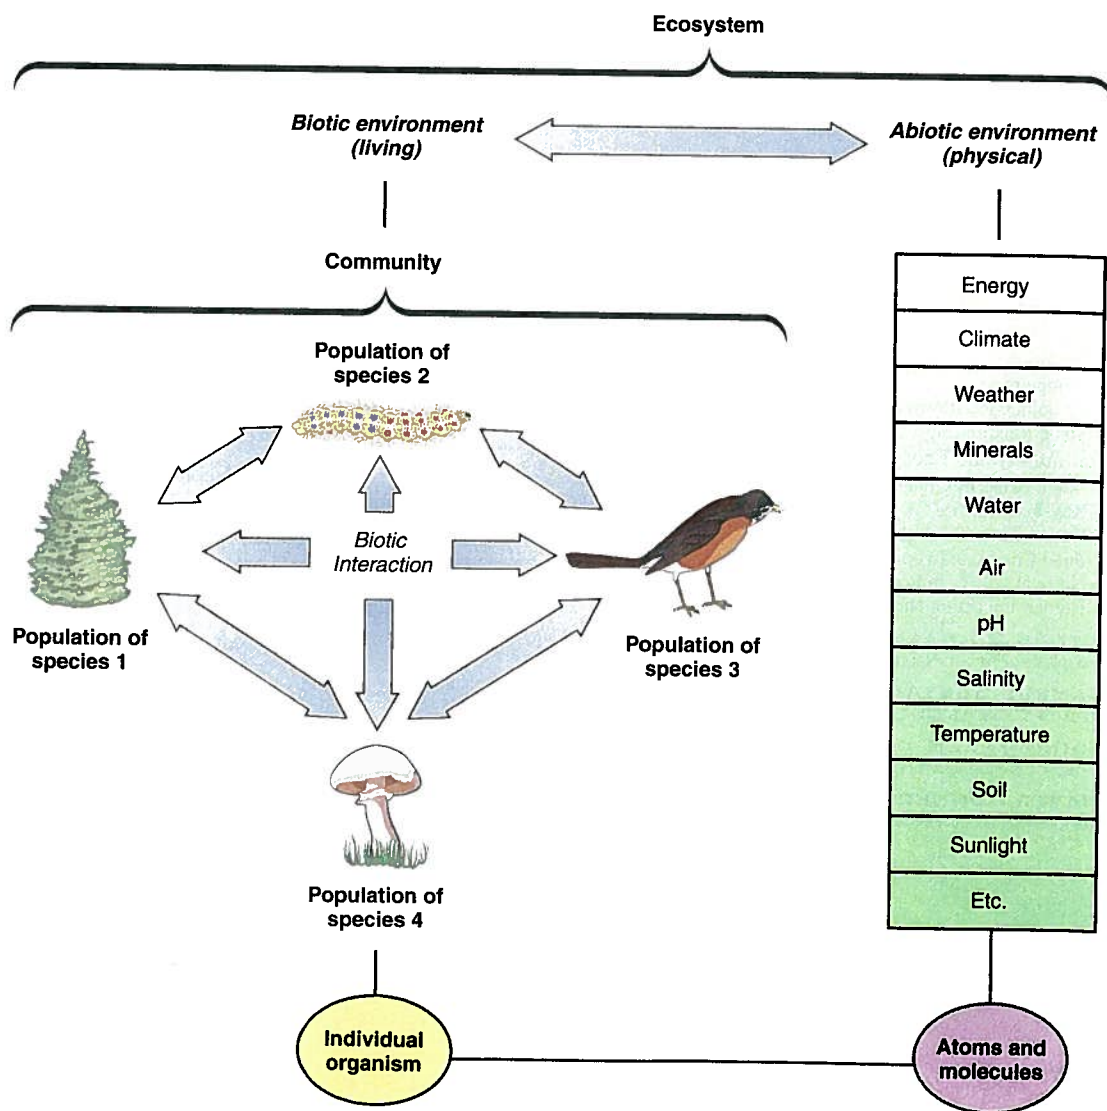 Ecosystem
Biotic environment
(living)
Abiotic environment
(physical)
Community
Population of
species 2
Biotic
Interaction
Population of
species 1
Population of
species 3
Population of
species 4
Individual
organism
Energy
Climate
Weather
Minerals
Water
Air
pH
Salinity
Temperature
Soil
Sunlight
Etc.
Atoms and
molecules